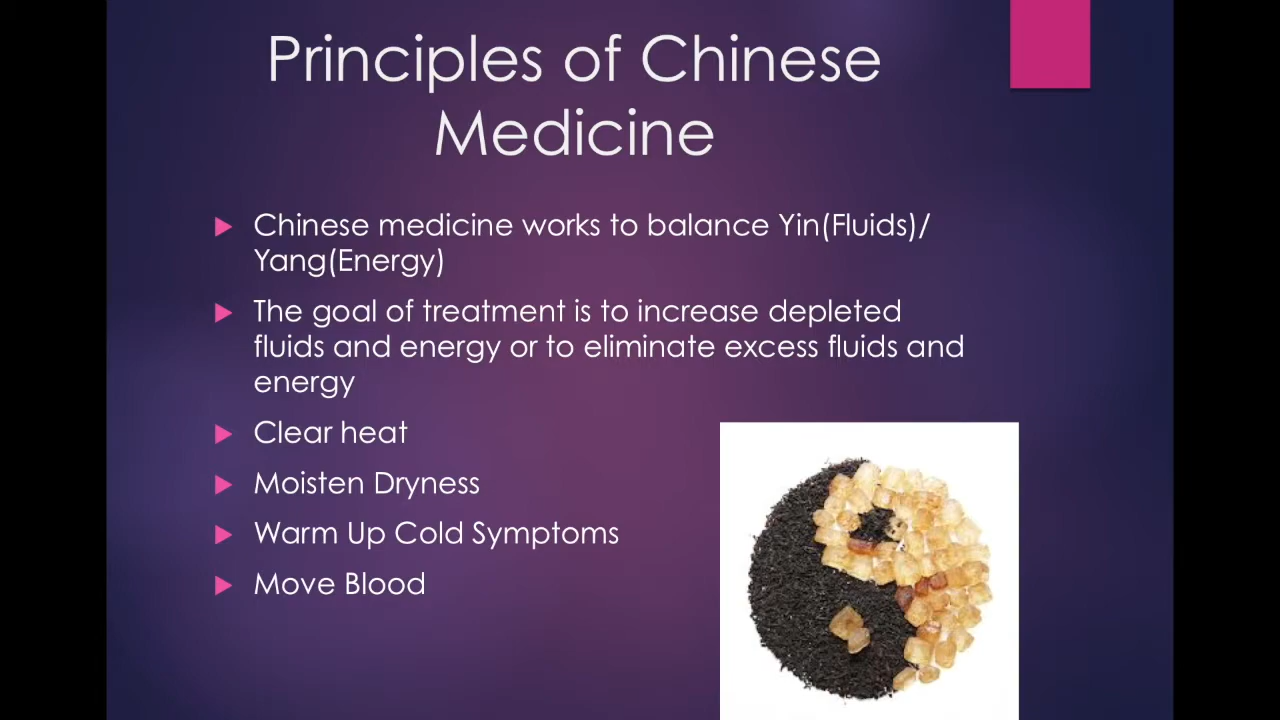 Principles of Chinese
Medicine
Chinese medicine works to balance Yin(Fluids)/
Yang(Energy)
The goal of treatment is to increase depleted
fluids and energy or to eliminate excess fluids and
energy
Clear heat
Moisten Dryness
Warm Up Cold Symptoms
Move Blood